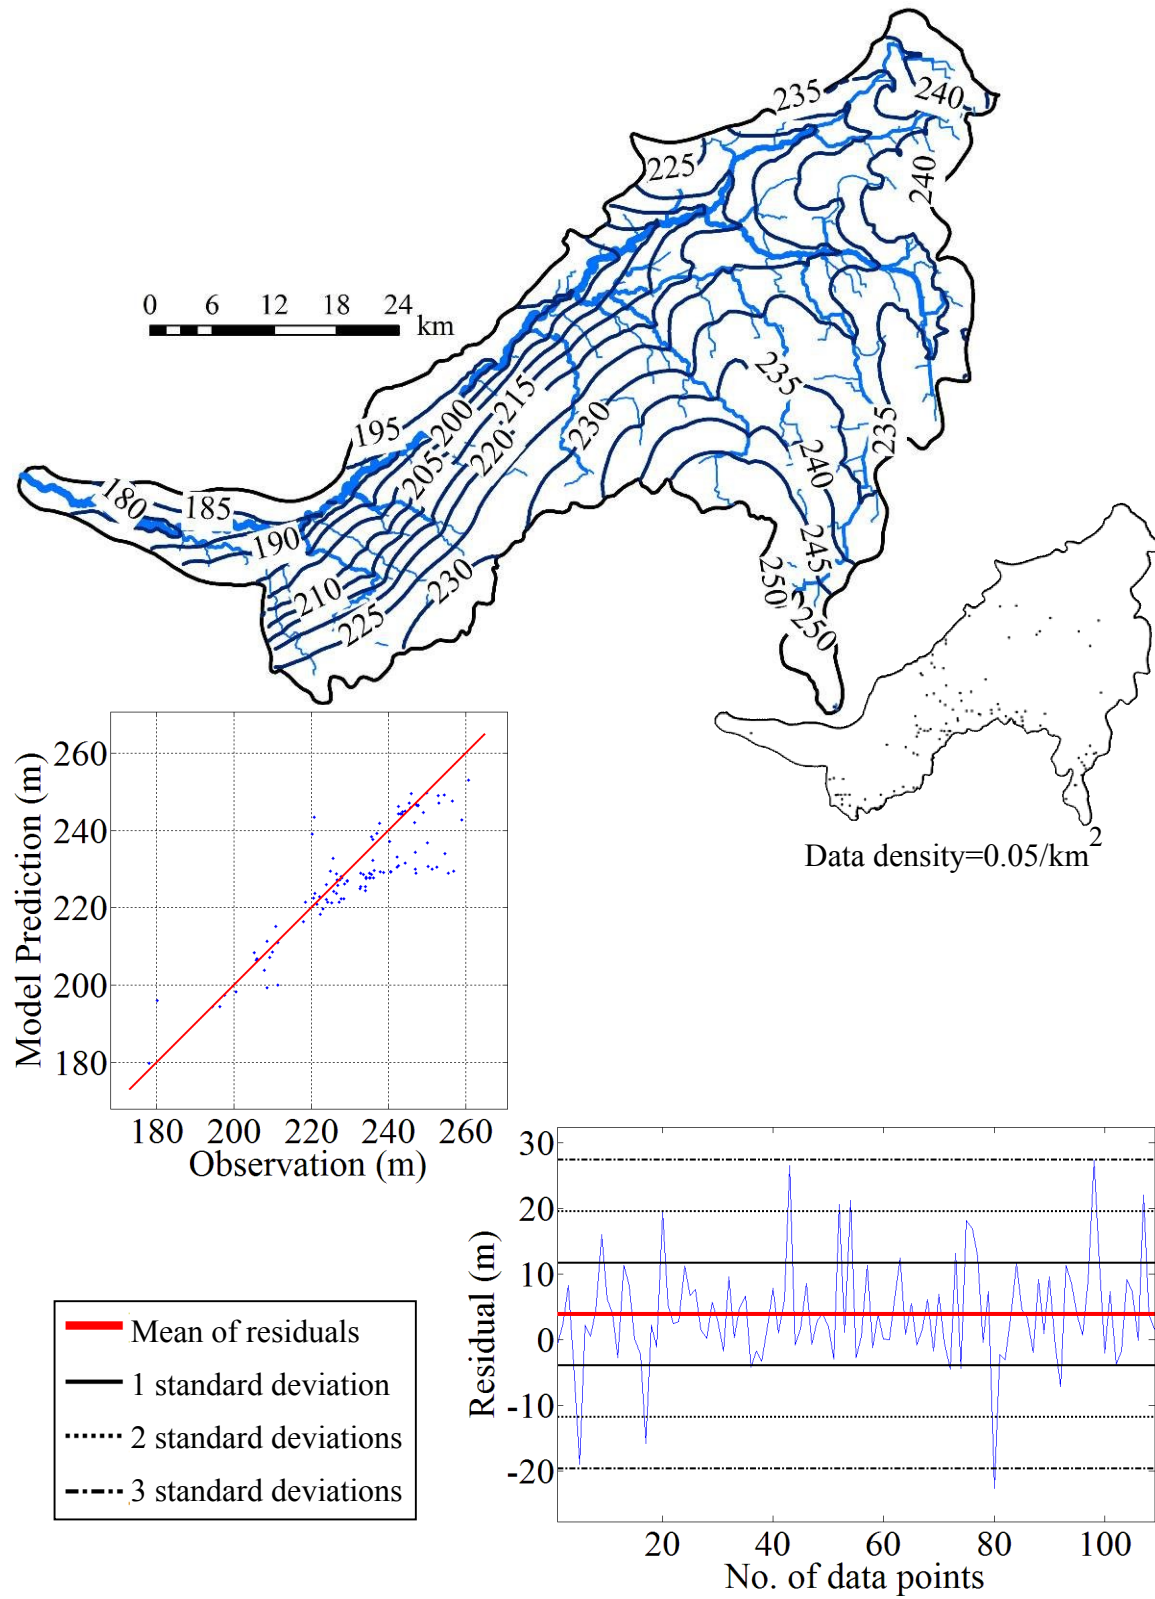 235
240
225
240
0 6 12 18 24
km
235
215
200
195
230
235
220
205
240
180
185
190
245
250
230
210
225
250
Data density=0.05/km2
260
240
220
200
180
Model Prediction (m)
180 200 220 240 260
Observation (m)
30
20
10
0
-10
-20
Residual (m)
20 40 60 80 100
No. of data points
Mean of residuals
1 standard deviation
2 standard deviations
3 standard deviations